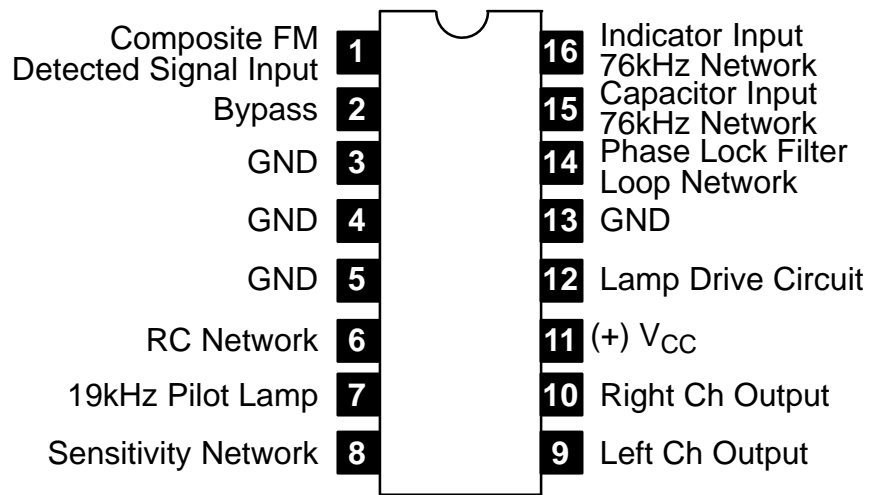 Composite FM
Detected Signal Input
1
Bypass
2
GND
3
GND
4
GND
5
RC Network
6
19kHz Pilot Lamp
7
Sensitivity Network
8
16
Indicator Input
76kHz Network
15
Capacitor Input
76kHz Network
14
Phase Lock Filter
Loop Network
13
GND
12
Lamp Drive Circuit
11
(+) VCC
10
Right Ch Output
9
Left Ch Output